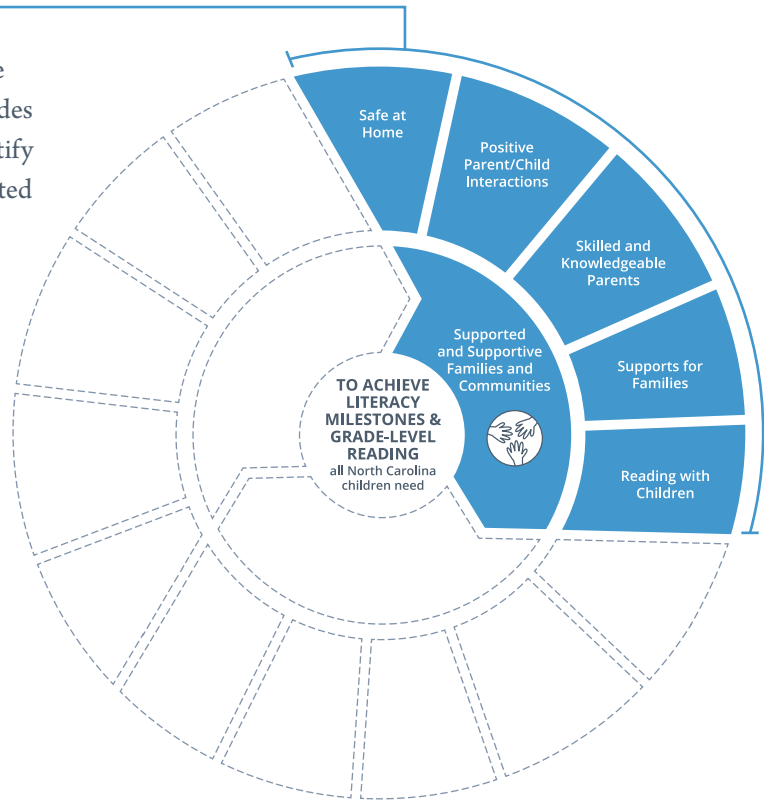 Safe at
Home
Positive
Parent/Child
Interactions
Skilled and
Knowledgeable
Parents
Supports for
Families
Reading with
Children
Supported
and Supportive
Families and
Communities
TO ACHIEVE
LITERACY
MILESTONES &
GRADE-LEVEL
READING
all North Carolina
children need